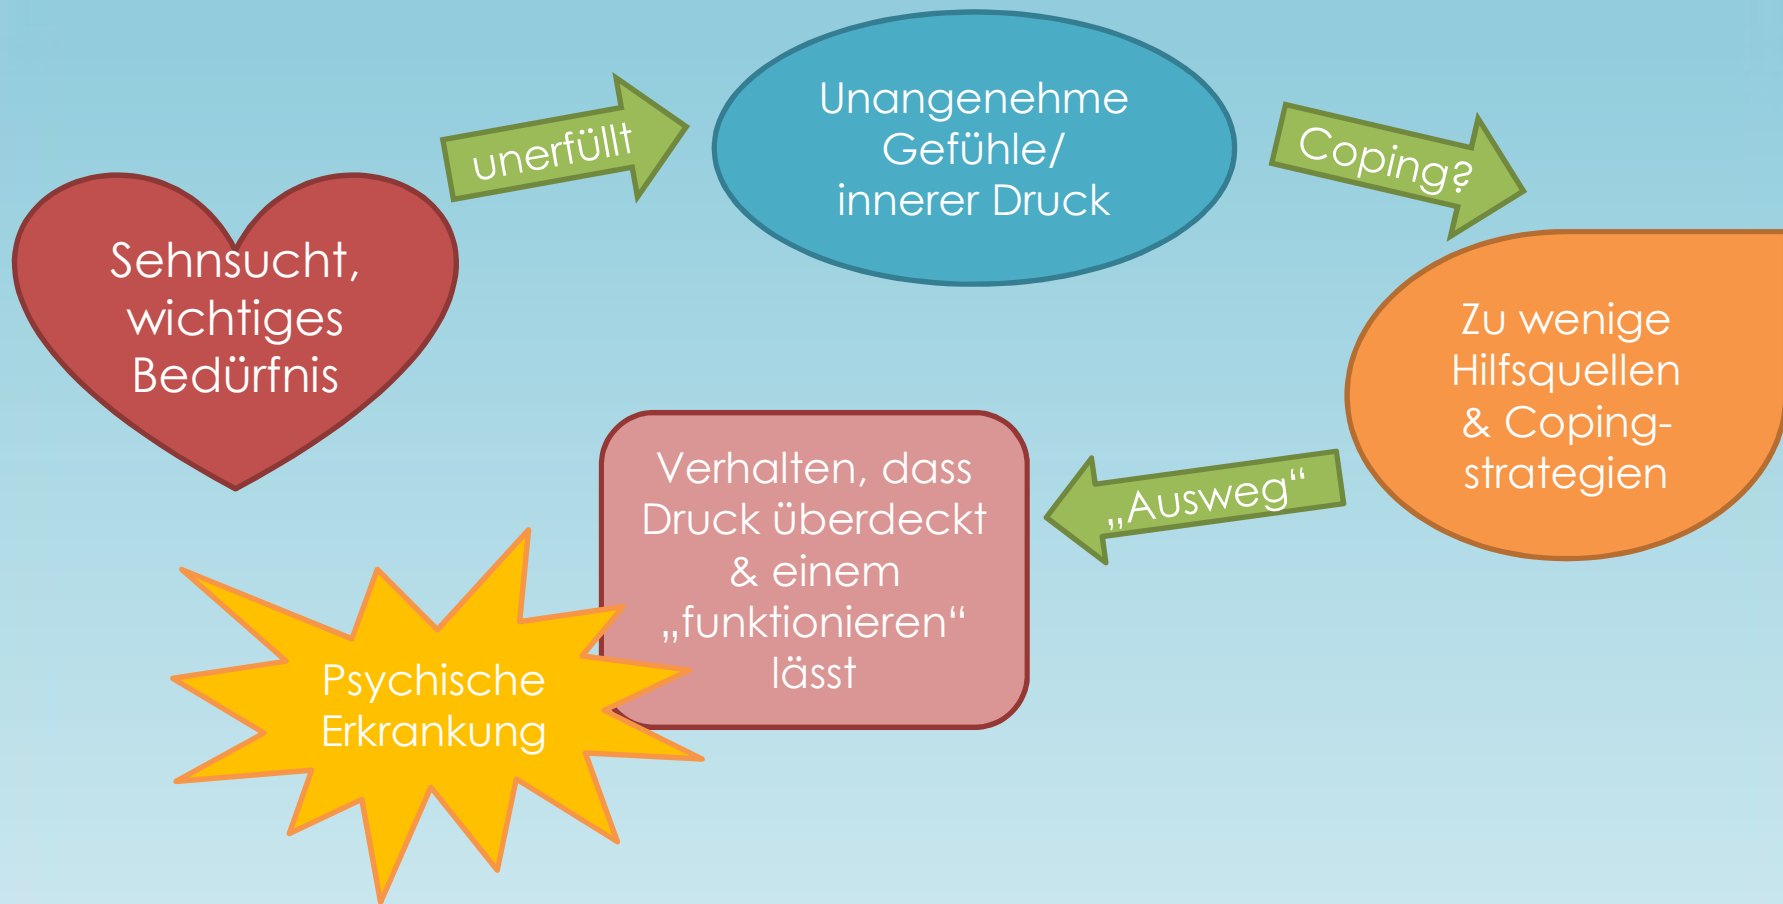 Sehnsucht,
wichtiges
Bedürfnis
unerfüllt
Unangenehme
Gefühle/
innerer Druck
Coping?
Zu wenige
Hilfsquellen
& Coping-
strategien
„Ausweg“
Verhalten, dass
Druck überdeckt
& einem
„funktionieren“
lässt
Psychische
Erkrankung